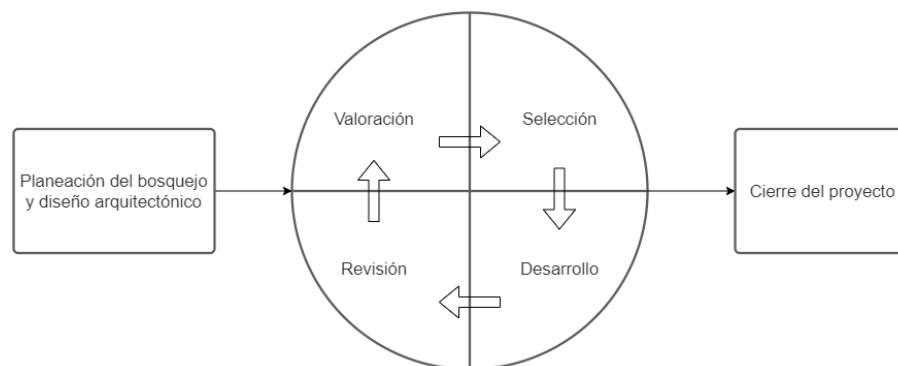 Planeación del bosquejo
y diseño arquitectónico
Valoración
Selección
Revisión
Desarrollo
Cierre del proyecto